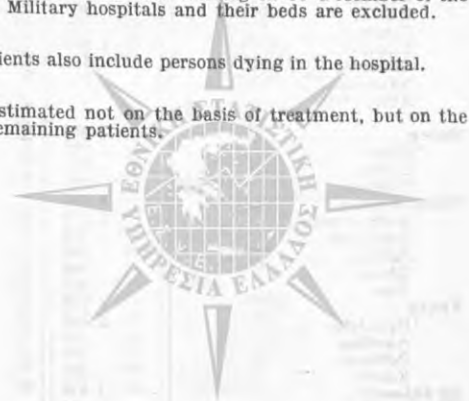 Military hospitals and their beds are excluded.
ients also include persons dying in the hospital.
stimated not on the basis of treatment, but on the
emaining patients.
ΕΘΝΙΚΗ ΣΤΑΤΙΣΤΙΚΗ
ΥΠΗΡΕΣΙΑ ΕΛΛΑΔΟΣ
Ε Σ Υ Ε